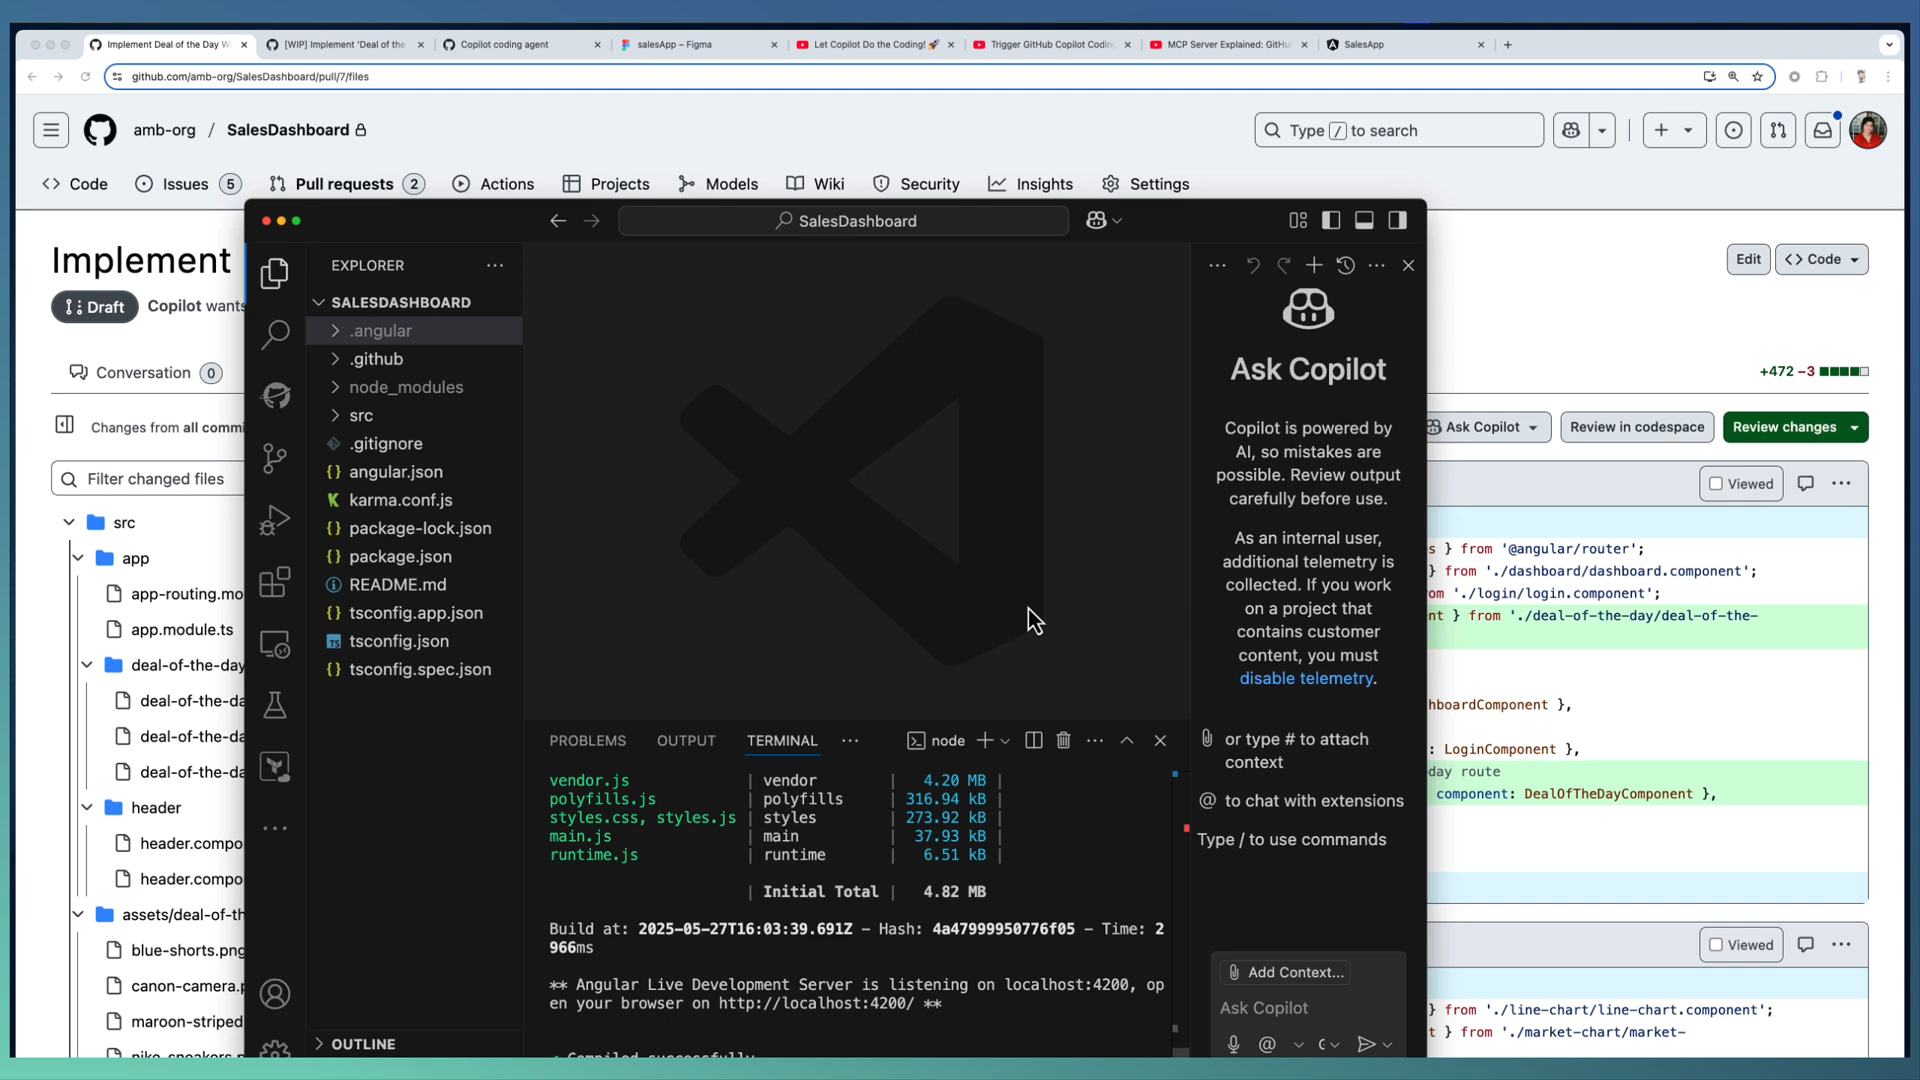 Implement Deal of the Day W
[WIP] Implement 'Deal of the
Copilot coding agent
salesApp – Figma
Let Copilot Do the Coding! 🚀
Trigger GitHub Copilot Coding
MCP Server Explained: GitHu
SalesApp
github.com/amb-org/SalesDashboard/pull/7/files
amb-org / SalesDashboard
Type / to search
Code
Issues 5
Pull requests 2
Actions
Projects
Models
Wiki
Security
Insights
Settings
Implement
Edit
<> Code
Draft
Copilot wants
Conversation 0
+472 −3
Changes from all commi
Ask Copilot
Review in codespace
Review changes
Filter changed files
src
app
app-routing.mo
app.module.ts
deal-of-the-day
deal-of-the-da
deal-of-the-da
deal-of-the-da
header
header.compo
header.compo
assets/deal-of-th
blue-shorts.png
canon-camera.p
maroon-striped
nike-sneakers.p
SalesDashboard
EXPLORER
SALESDASHBOARD
.angular
.github
node_modules
src
.gitignore
angular.json
karma.conf.js
package-lock.json
package.json
README.md
tsconfig.app.json
tsconfig.json
tsconfig.spec.json
OUTLINE
PROBLEMS
OUTPUT
TERMINAL
node
vendor.js | vendor | 4.20 MB |
polyfills.js | polyfills | 316.94 kB |
styles.css, styles.js | styles | 273.92 kB |
main.js | main | 37.93 kB |
runtime.js | runtime | 6.51 kB |
| Initial Total | 4.82 MB
Build at: 2025-05-27T16:03:39.691Z - Hash: 4a47999950776f05 - Time: 2
966ms
** Angular Live Development Server is listening on localhost:4200, op
en your browser on http://localhost:4200/ **
Compiled successfully
Ask Copilot
Copilot is powered by
AI, so mistakes are
possible. Review output
carefully before use.
As an internal user,
additional telemetry is
collected. If you work
on a project that
contains customer
content, you must
disable telemetry.
or type # to attach
context
@ to chat with extensions
Type / to use commands
Add Context...
Ask Copilot
@
Viewed
s } from '@angular/router';
} from './dashboard/dashboard.component';
om './login/login.component';
nt } from './deal-of-the-day/deal-of-the-
hboardComponent },
: LoginComponent },
day route
component: DealOfTheDayComponent },
Viewed
} from './line-chart/line-chart.component';
t } from './market-chart/market-